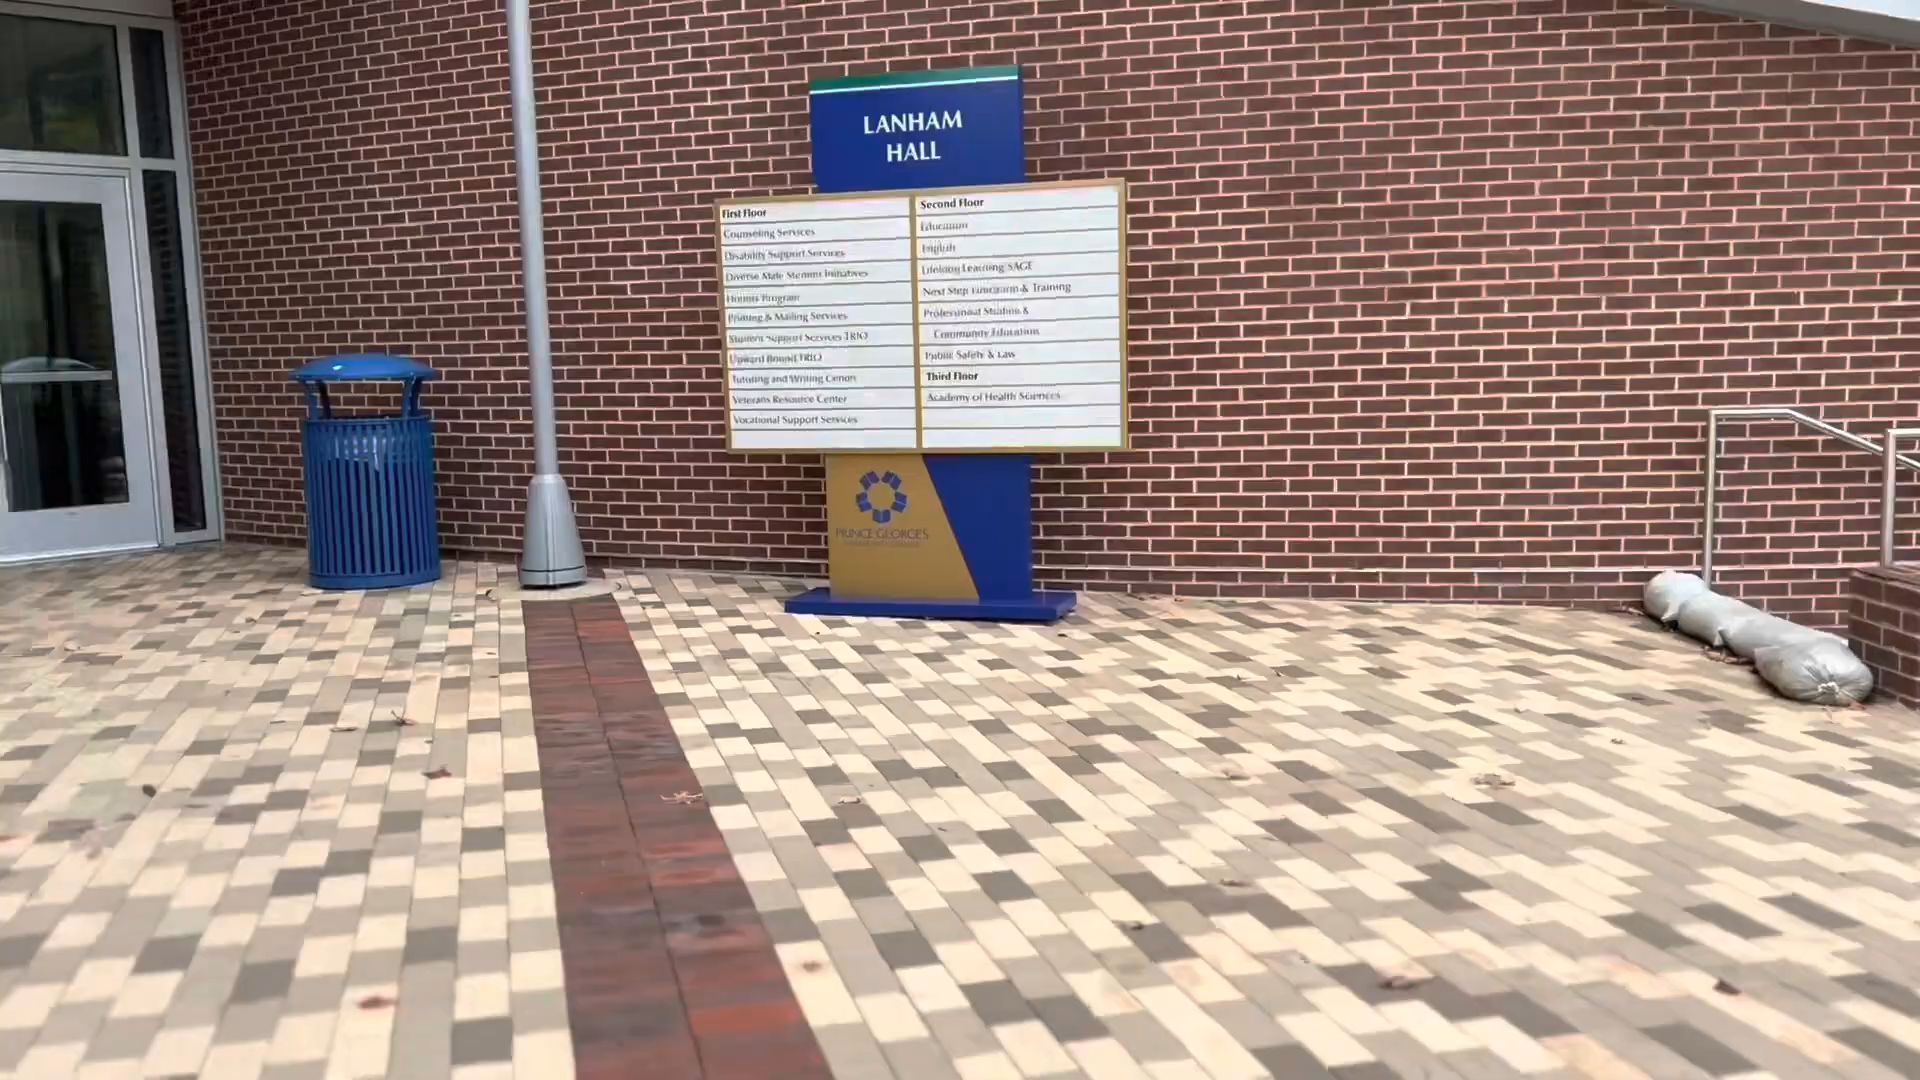 LANHAM
HALL
First Floor
Counseling Services
Disability Support Services
Diverse Male Student Initiatives
Honors Program
Printing & Mailing Services
Student Support Services TRIO
Upward Bound TRIO
Tutoring and Writing Centers
Veterans Resource Center
Vocational Support Services
Second Floor
Education
English
Lifelong Learning/SAGE
Next Step Education & Training
Professional Studies &
Community Education
Public Safety & Law
Third Floor
Academy of Health Sciences
PRINCE GEORGE'S